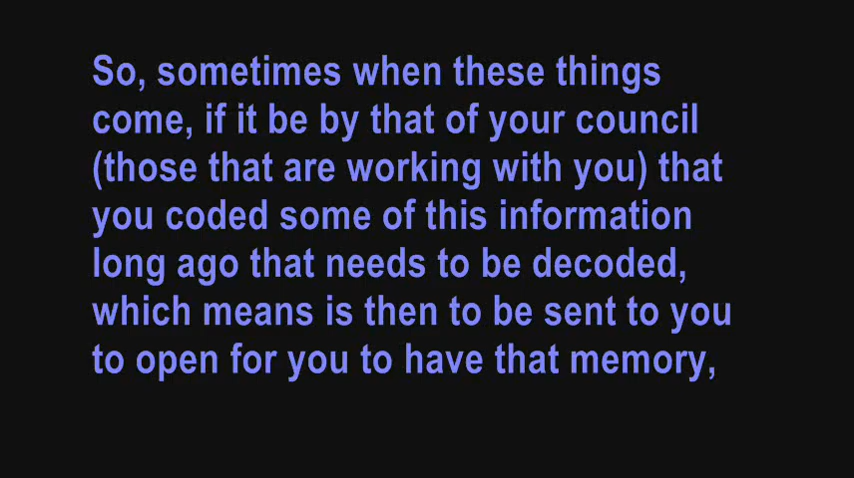 So, sometimes when these things
come, if it be by that of your council
(those that are working with you) that
you coded some of this information
long ago that needs to be decoded,
which means is then to be sent to you
to open for you to have that memory,